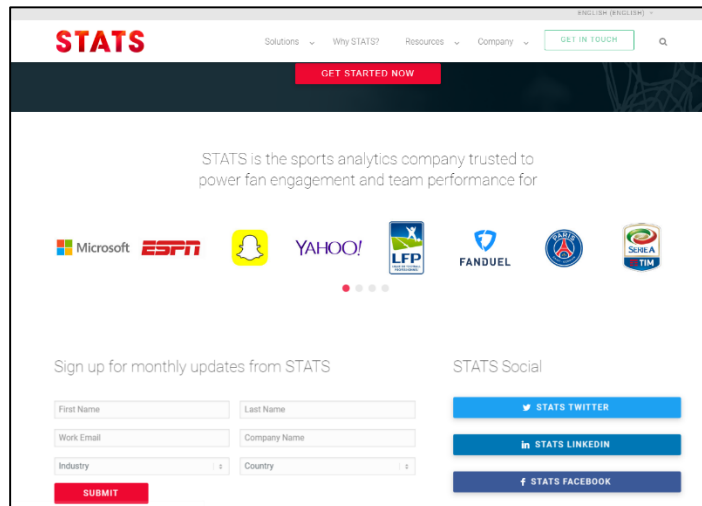 ENGLISH (ENGLISH)
STATS
Solutions
Why STATS?
Resources
Company
GET IN TOUCH
GET STARTED NOW
STATS is the sports analytics company trusted to
power fan engagement and team performance for
Microsoft
ESPN
YAHOO!
LFP
FANDUEL
PARIS
SERIE A
TIM
Sign up for monthly updates from STATS
First Name
Last Name
Work Email
Company Name
Industry
Country
SUBMIT
STATS Social
STATS TWITTER
in STATS LINKEDIN
f STATS FACEBOOK